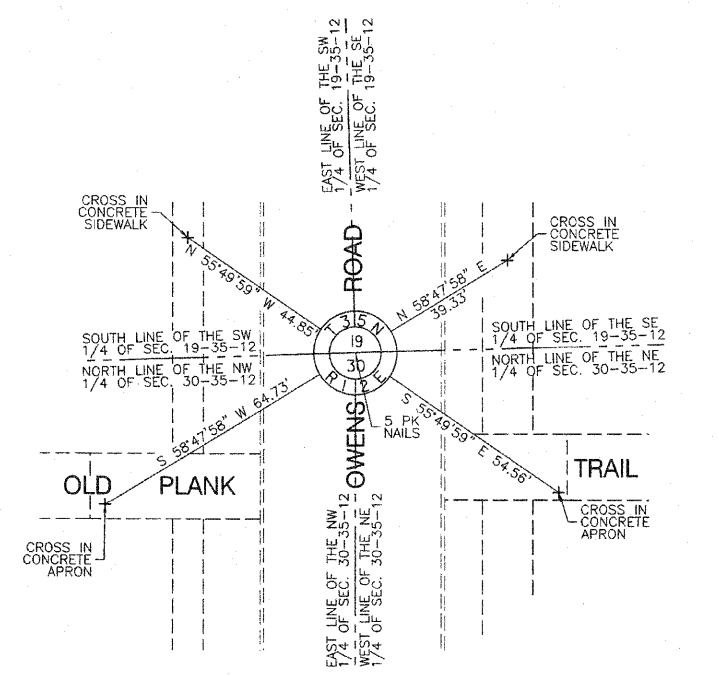 EAST LINE OF THE SW
1/4 OF SEC. 19-35-12
WEST LINE OF THE SE
1/4 OF SEC. 19-35-12
CROSS IN
CONCRETE
SIDEWALK
CROSS IN
CONCRETE
SIDEWALK
ROAD
N 55°49'59" W 44.85'
N 58°47'58" E
39.33'
T 35 N
19
30
R 12 E
SOUTH LINE OF THE SW
1/4 OF SEC. 19-35-12
NORTH LINE OF THE NW
1/4 OF SEC. 30-35-12
SOUTH LINE OF THE SE
1/4 OF SEC. 19-35-12
NORTH LINE OF THE NE
1/4 OF SEC. 30-35-12
S 58°47'58" W 64.73'
S 55°49'59" E 54.56'
5 PK
NAILS
OWENS
OLD PLANK
TRAIL
CROSS IN
CONCRETE
APRON
CROSS IN
CONCRETE
APRON
EAST LINE OF THE NW
1/4 OF SEC. 30-35-12
WEST LINE OF THE NE
1/4 OF SEC. 30-35-12